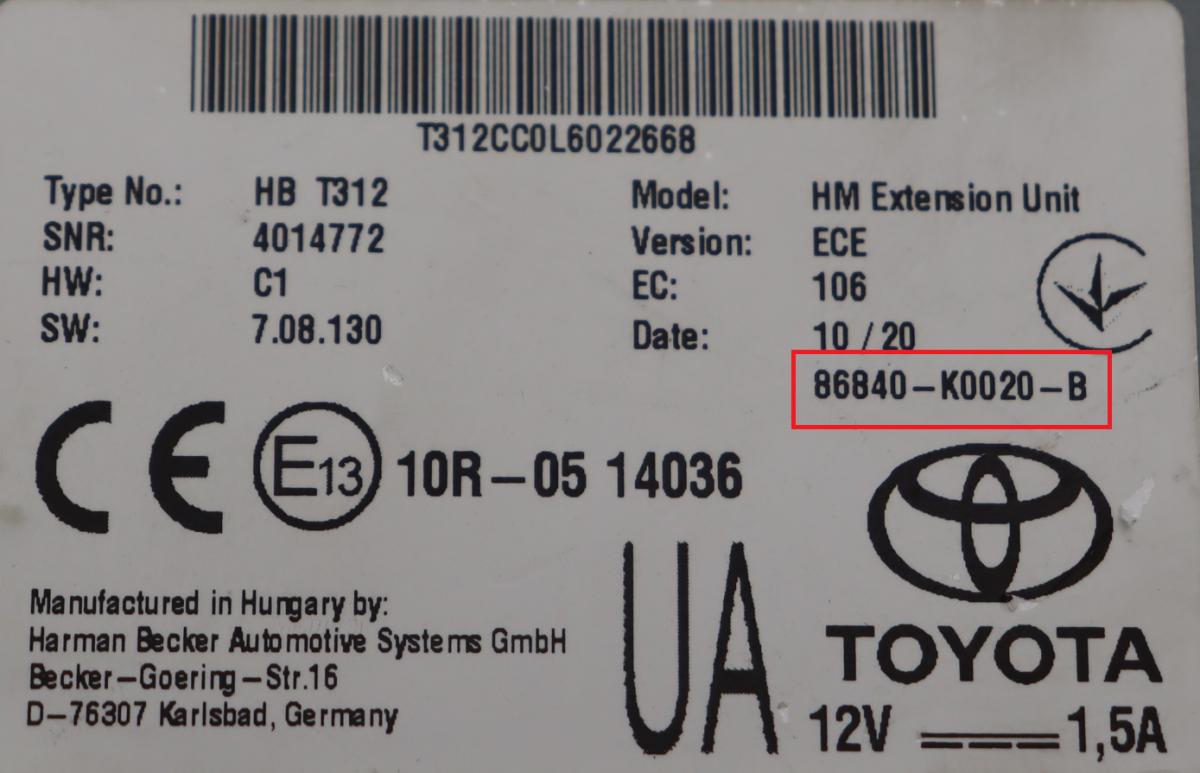 T312CC0L6022668
Type No.: HB T312
SNR: 4014772
HW: C1
SW: 7.08.130
Model: HM Extension Unit
Version: ECE
EC: 106
Date: 10 / 20
86840-K0020-B
CE E13 10R-05 14036
Manufactured in Hungary by:
Harman Becker Automotive Systems GmbH
Becker-Goering-Str.16
D-76307 Karlsbad, Germany
UA
TOYOTA
12V 1,5A